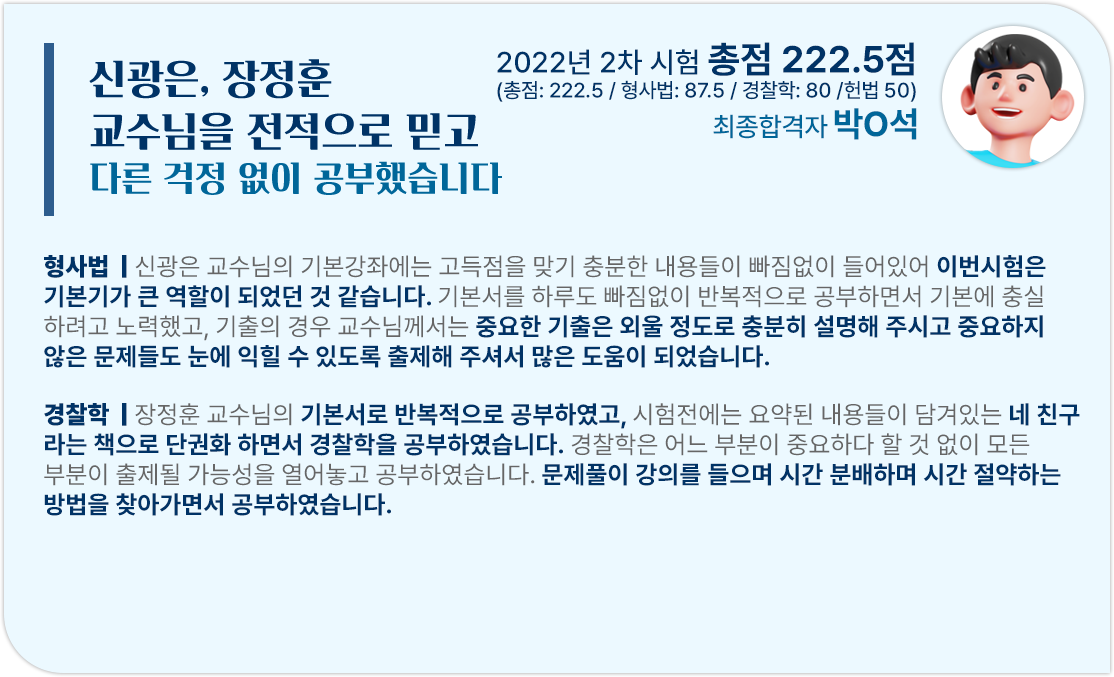 신광은, 장정훈
교수님을 전적으로 믿고
다른 걱정 없이 공부했습니다
2022년 2차 시험 총점 222.5점
(총점: 222.5 / 형사법: 87.5 / 경찰학: 80 /헌법 50)
최종합격자 박O석
형사법 | 신광은 교수님의 기본강좌에는 고득점을 맞기 충분한 내용들이 빠짐없이 들어있어 이번시험은
기본기가 큰 역할이 되었던 것 같습니다. 기본서를 하루도 빠짐없이 반복적으로 공부하면서 기본에 충실
하려고 노력했고, 기출의 경우 교수님께서는 중요한 기출은 외울 정도로 충분히 설명해 주시고 중요하지
않은 문제들도 눈에 익힐 수 있도록 출제해 주셔서 많은 도움이 되었습니다.
경찰학 | 장정훈 교수님의 기본서로 반복적으로 공부하였고, 시험전에는 요약된 내용들이 담겨있는 네 친구
라는 책으로 단권화 하면서 경찰학을 공부하였습니다. 경찰학은 어느 부분이 중요하다 할 것 없이 모든
부분이 출제될 가능성을 열어놓고 공부하였습니다. 문제풀이 강의를 들으며 시간 분배하며 시간 절약하는
방법을 찾아가면서 공부하였습니다.